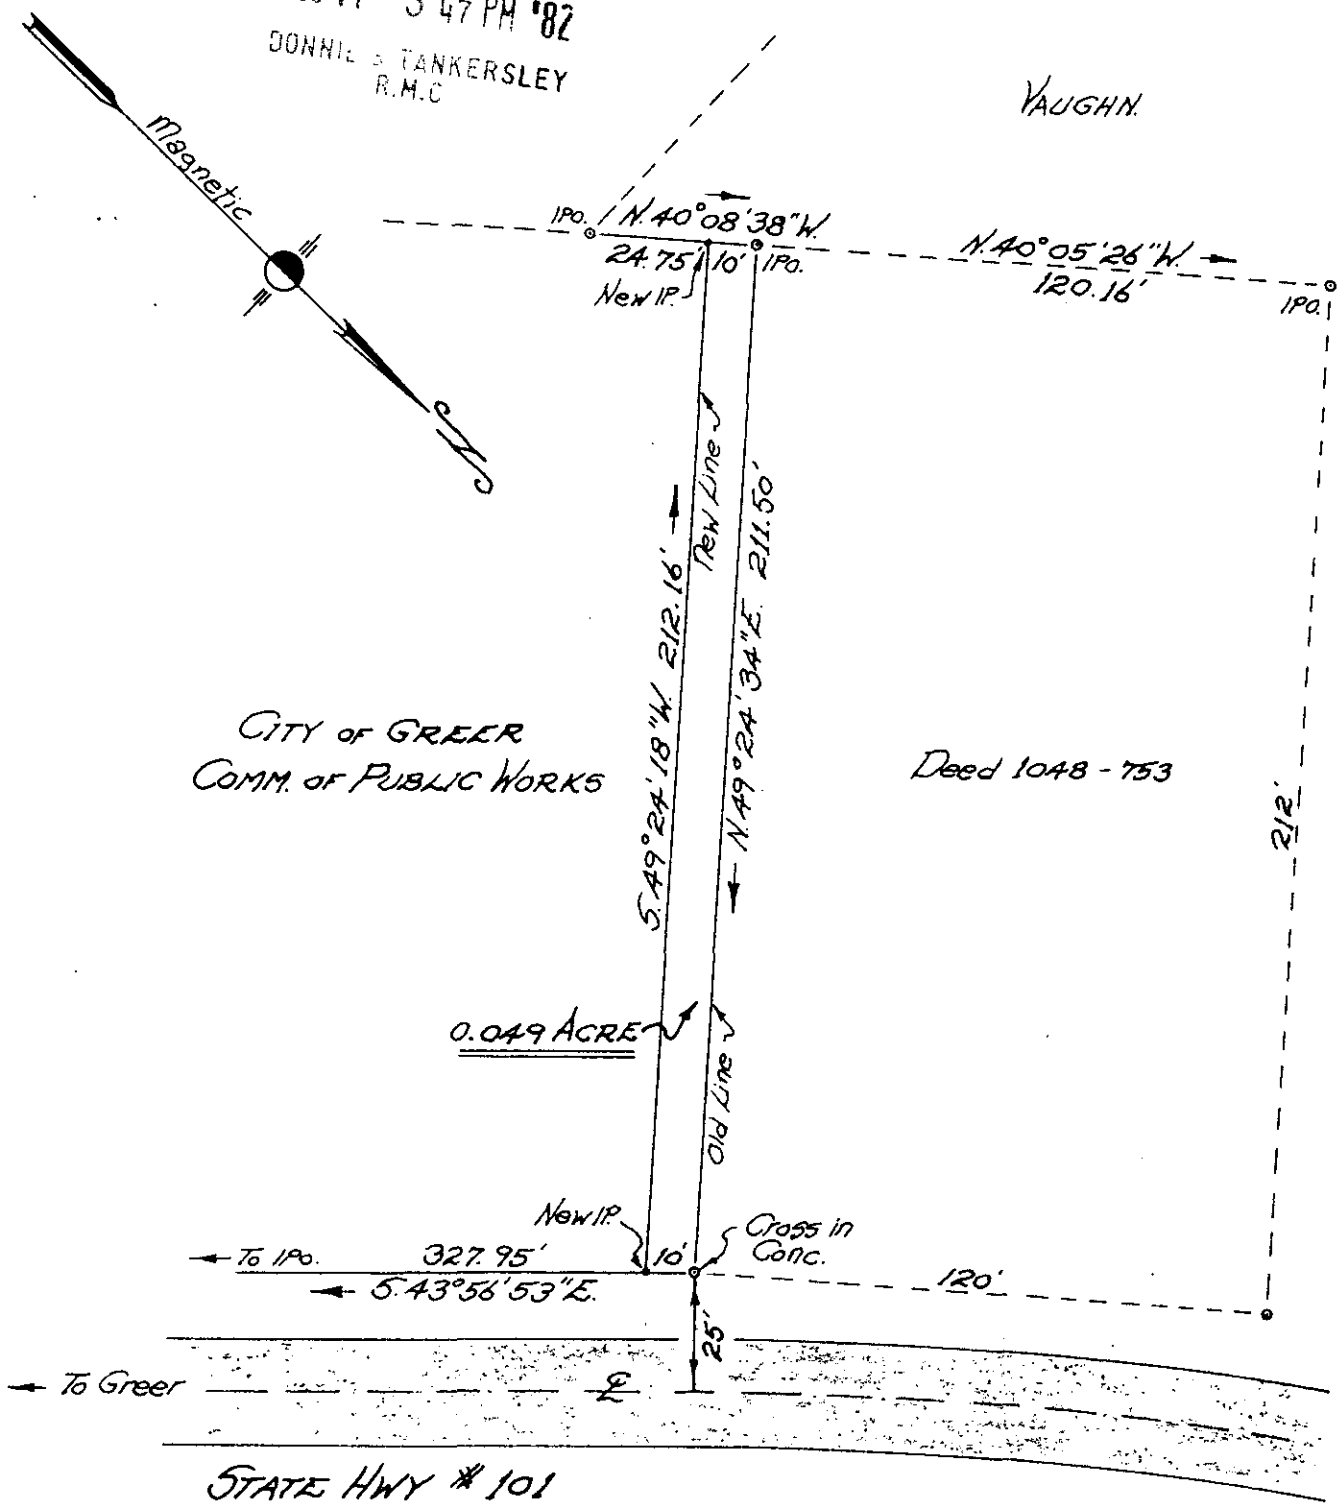 3 47 PM '82
DONNIE S TANKERSLEY
R.M.C
VAUGHN.
Magnetic
N
IPO.
N.40°08'38"W.
24.75'
10'
IPO.
New IP.
N.40°05'26"W.
120.16'
IPO.
New Line
S.49°24'18"W. 212.16'
N.49°24'34"E. 211.50'
CITY OF GREER
COMM. OF PUBLIC WORKS
Deed 1048 - 753
212'
0.049 ACRE
Old Line
New IP.
Cross in
Conc.
To IPO.
327.95'
10'
120'
S.43°56'53"E.
25'
To Greer
℄
STATE HWY # 101